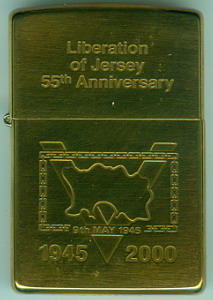 Liberation
of Jersey
55th Anniversary
9th MAY 1945
1945 2000